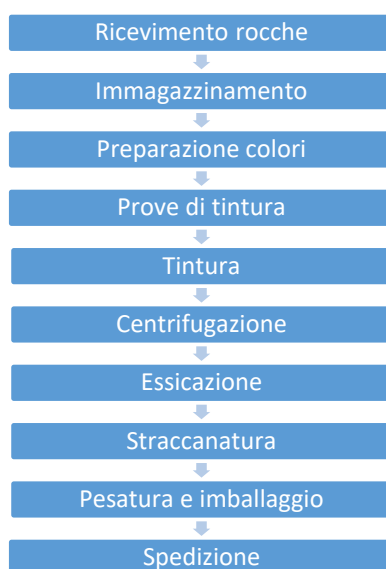 Ricevimento rocche
Immagazzinamento
Preparazione colori
Prove di tintura
Tintura
Centrifugazione
Essicazione
Straccanatura
Pesatura e imballaggio
Spedizione